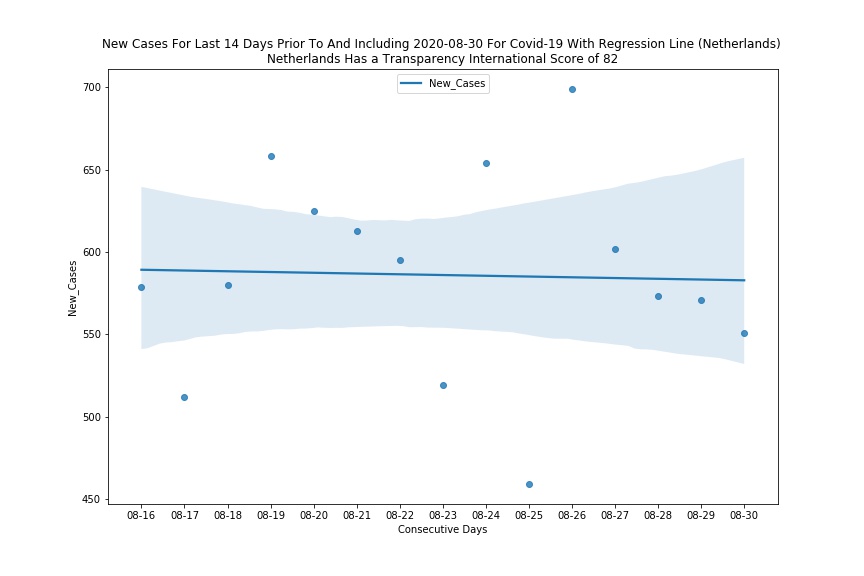 New Cases For Last 14 Days Prior To And Including 2020-08-30 For Covid-19 With Regression Line (Netherlands)
Netherlands Has a Transparency International Score of 82
New_Cases
700
650
600
550
500
450
New_Cases
08-16 08-17 08-18 08-19 08-20 08-21 08-22 08-23 08-24 08-25 08-26 08-27 08-28 08-29 08-30
Consecutive Days